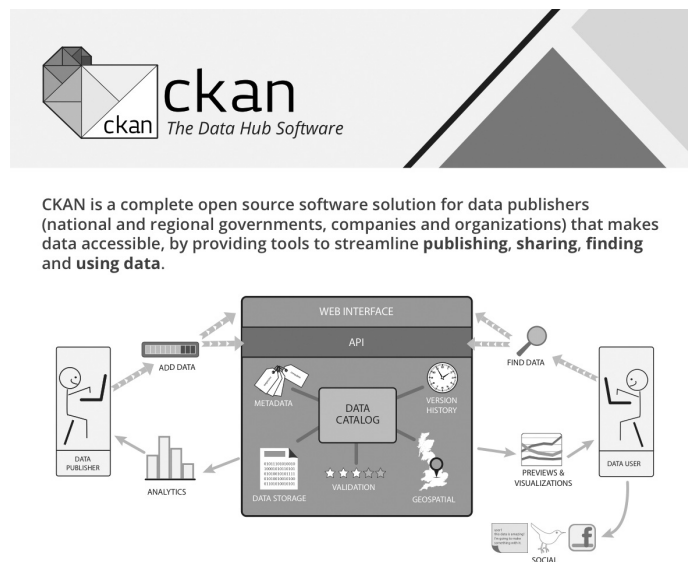 ckan
ckan
The Data Hub Software
CKAN is a complete open source software solution for data publishers
(national and regional governments, companies and organizations) that makes
data accessible, by providing tools to streamline publishing, sharing, finding
and using data.
WEB INTERFACE
API
ADD DATA
FIND DATA
METADATA
VERSION
HISTORY
DATA
CATALOG
DATA
PUBLISHER
DATA USER
ANALYTICS
DATA STORAGE
VALIDATION
GEOSPATIAL
PREVIEWS &
VISUALIZATIONS
f
SOCIAL